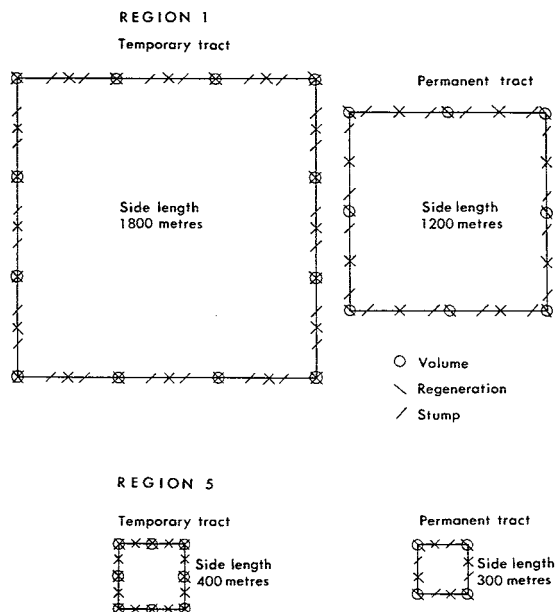 REGION 1
Temporary tract
Permanent tract
Side length
1800 metres
Side length
1200 metres
Volume
Regeneration
Stump
REGION 5
Temporary tract
Permanent tract
Side length
400 metres
Side length
300 metres